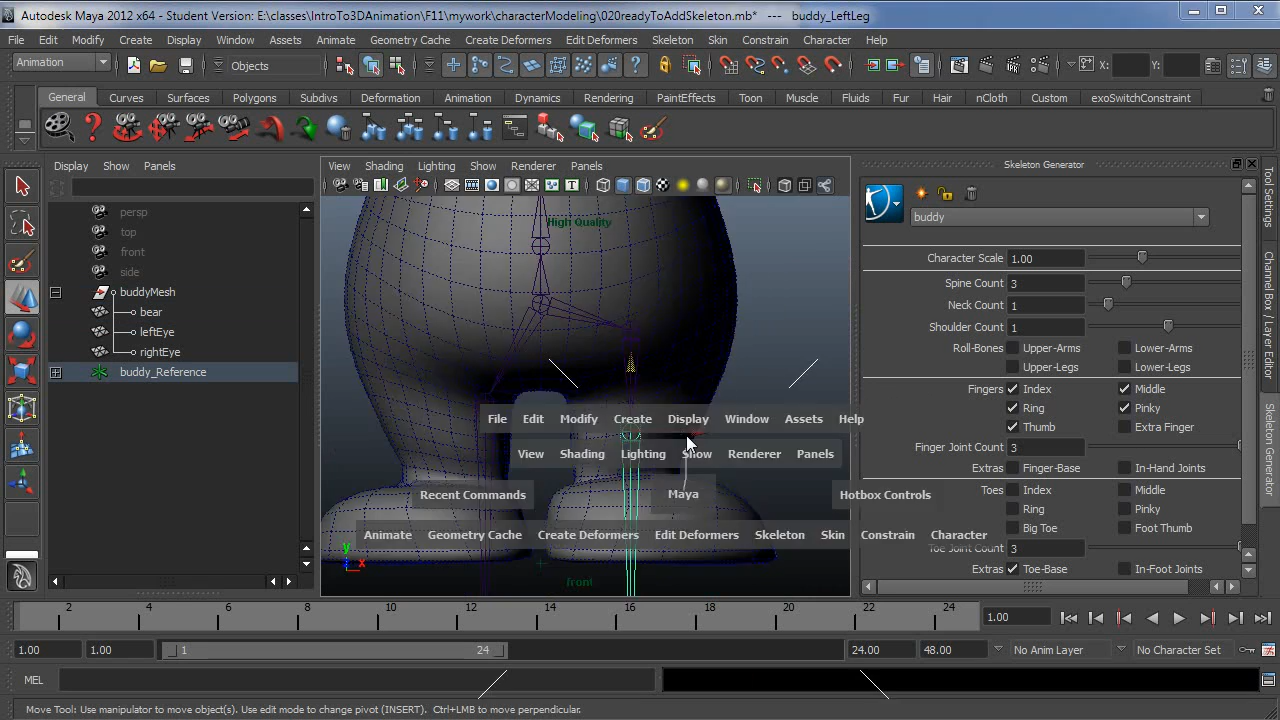 Autodesk Maya 2012 x64 - Student Version: E:\classes\IntroTo3DAnimation\F11\mywork\characterModeling\020readyToAddSkeleton.mb* --- buddy_LeftLeg
File Edit Modify Create Display Window Assets Animate Geometry Cache Create Deformers Edit Deformers Skeleton Skin Constrain Character Help
Animation Objects X: Y:
General Curves Surfaces Polygons Subdivs Deformation Animation Dynamics Rendering PaintEffects Toon Muscle Fluids Fur Hair nCloth Custom exoSwitchConstraint
Display Show Panels
View Shading Lighting Show Renderer Panels
Skeleton Generator
persp
top
front
side
buddyMesh
bear
leftEye
rightEye
buddy_Reference
High Quality
File Edit Modify Create Display Window Assets Help
View Shading Lighting Show Renderer Panels
Recent Commands Maya Hotbox Controls
Animate Geometry Cache Create Deformers Edit Deformers Skeleton Skin Constrain Character
y
x
front
buddy
Character Scale 1.00
Spine Count 3
Neck Count 1
Shoulder Count 1
Roll-Bones Upper-Arms Lower-Arms
Upper-Legs Lower-Legs
Fingers Index Middle
Ring Pinky
Thumb Extra Finger
Finger Joint Count 3
Extras Finger-Base In-Hand Joints
Toes Index Middle
Ring Pinky
Big Toe Foot Thumb
Toe Joint Count 3
Extras Toe-Base In-Foot Joints
Tool Settings
Skeleton Generator
2 4 6 8 10 12 14 16 18 20 22 24
1.00
1.00 1.00 1 24 24.00 48.00 No Anim Layer No Character Set
MEL
Move Tool: Use manipulator to move object(s). Use edit mode to change pivot (INSERT). Ctrl+LMB to move perpendicular.